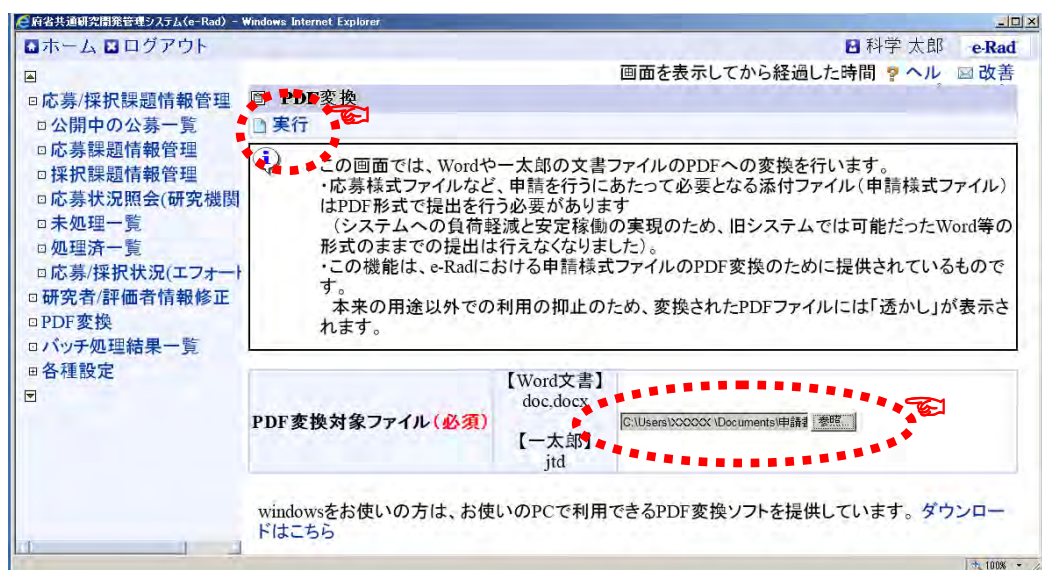 府省共通研究開発管理システム(e-Rad) - Windows Internet Explorer
ホーム ログアウト 科学 太郎 e-Rad
画面を表示してから経過した時間 ヘル 改善
応募/採択課題情報管理
公開中の公募一覧
応募課題情報管理
採択課題情報管理
応募状況照会(研究機関
未処理一覧
処理済一覧
応募/採択状況(エフォート
研究者/評価者情報修正
PDF変換
バッチ処理結果一覧
各種設定
PDF変換
実行
この画面では、Wordや一太郎の文書ファイルのPDFへの変換を行います。
・応募様式ファイルなど、申請を行うにあたって必要となる添付ファイル(申請様式ファイル)
はPDF形式で提出を行う必要があります
(システムへの負荷軽減と安定稼働の実現のため、旧システムでは可能だったWord等の
形式のままでの提出は行えなくなりました)。
・この機能は、e-Radにおける申請様式ファイルのPDF変換のために提供されているもので
す。
本来の用途以外での利用の抑止のため、変換されたPDFファイルには「透かし」が表示さ
れます。
PDF変換対象ファイル(必須)
【Word文書】
doc,docx
【一太郎】
jtd
C:\Users\XXXXXX\Documents\申請書 参照...
windowsをお使いの方は、お使いのPCで利用できるPDF変換ソフトを提供しています。ダウンロー
ドはこちら
100%